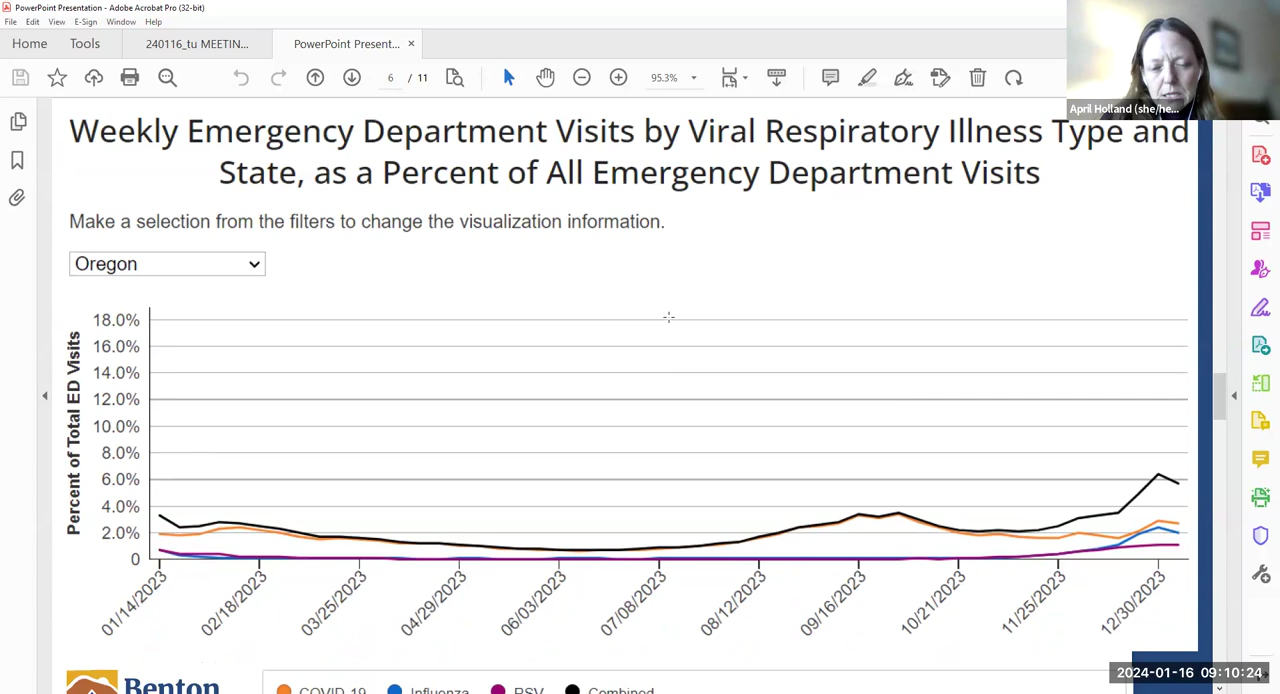 PowerPoint Presentation - Adobe Acrobat Pro (32-bit)
File Edit View E-Sign Window Help
Home Tools 240116_tu MEETIN... PowerPoint Present... ×
6 / 11 95.3%
April Holland (she/he...
Weekly Emergency Department Visits by Viral Respiratory Illness Type and
State, as a Percent of All Emergency Department Visits
Make a selection from the filters to change the visualization information.
Oregon
Percent of Total ED Visits
18.0%
16.0%
14.0%
12.0%
10.0%
8.0%
6.0%
4.0%
2.0%
0
01/14/2023 02/18/2023 03/25/2023 04/29/2023 06/03/2023 07/08/2023 08/12/2023 09/16/2023 10/21/2023 11/25/2023 12/30/2023
Benton
COVID-19 Influenza RSV Combined
2024-01-16 09:10:24